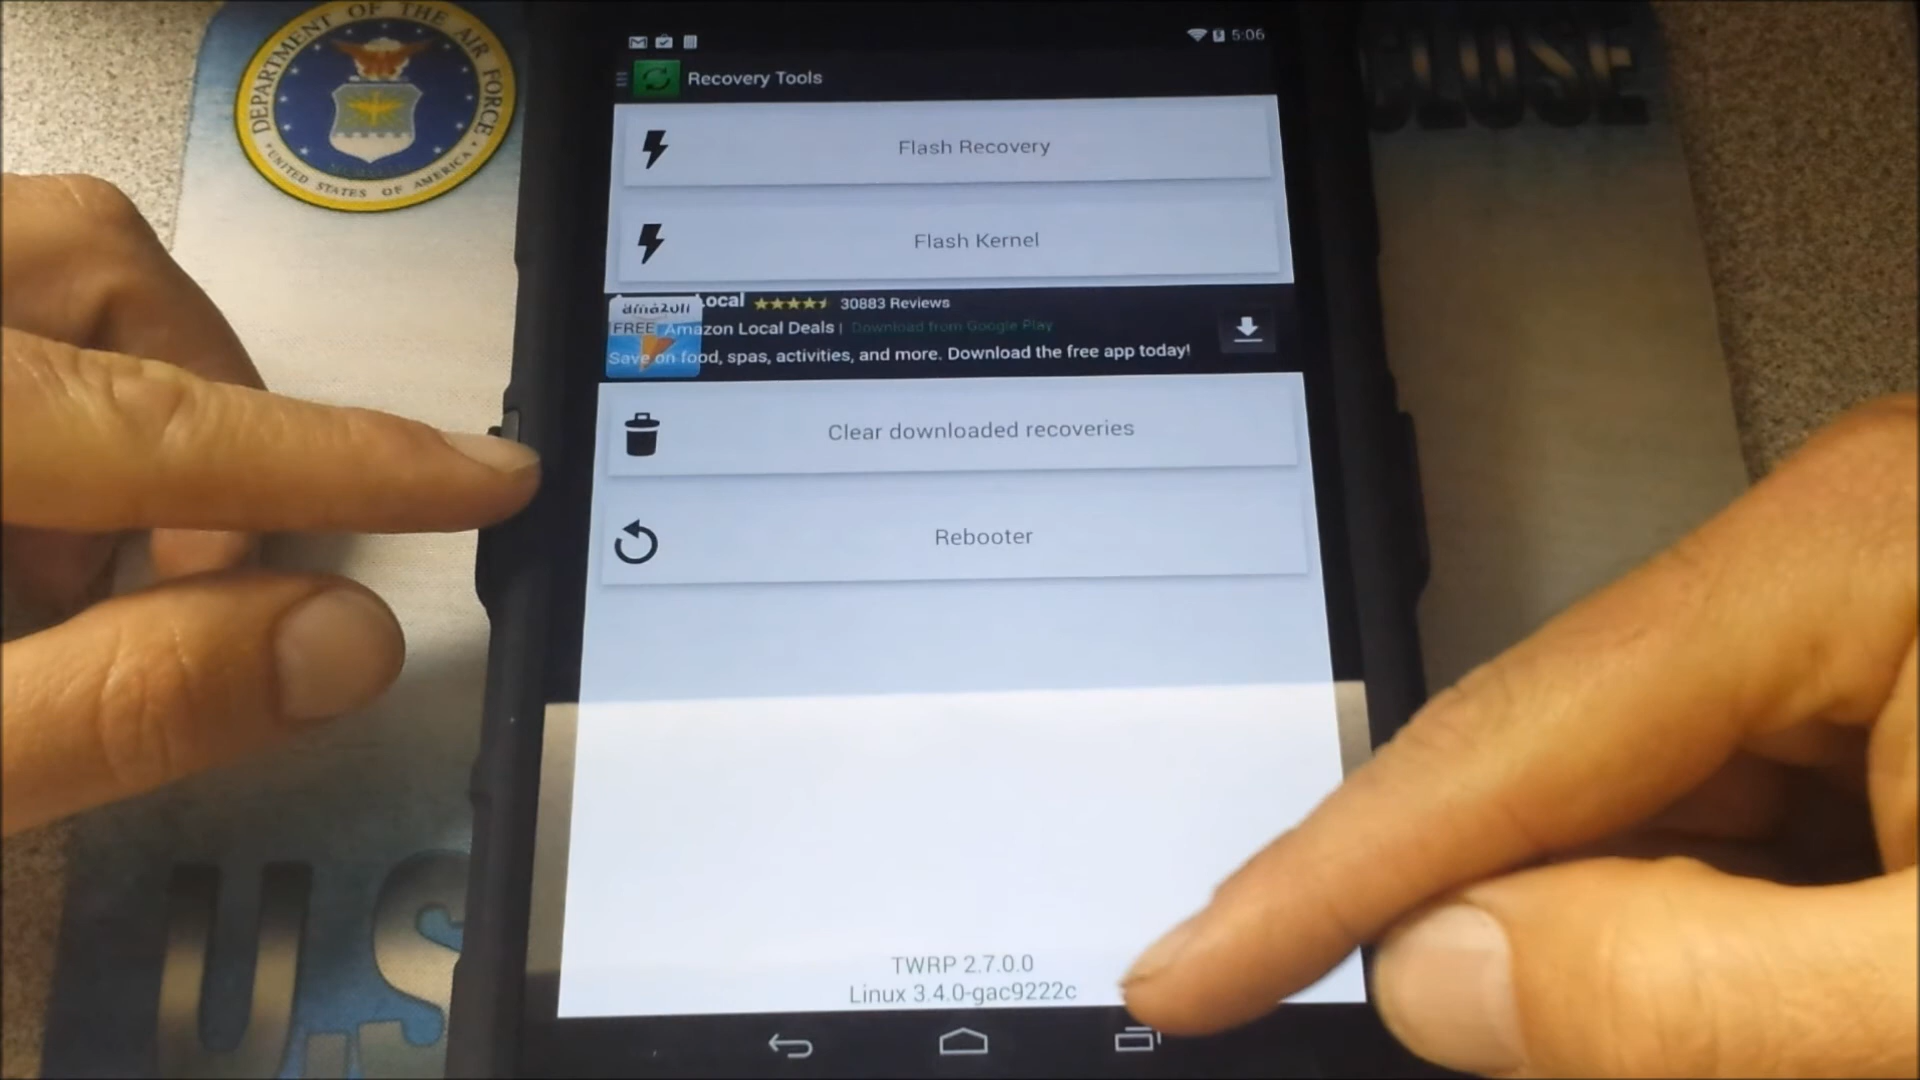 DEPARTMENT OF THE AIR FORCE
UNITED STATES OF AMERICA
5:06
Recovery Tools
Flash Recovery
Flash Kernel
amazon
Local
30883 Reviews
FREE
Amazon Local Deals | Download from Google Play
Save on food, spas, activities, and more. Download the free app today!
Clear downloaded recoveries
Rebooter
TWRP 2.7.0.0
Linux 3.4.0-gac9222c
U.S.